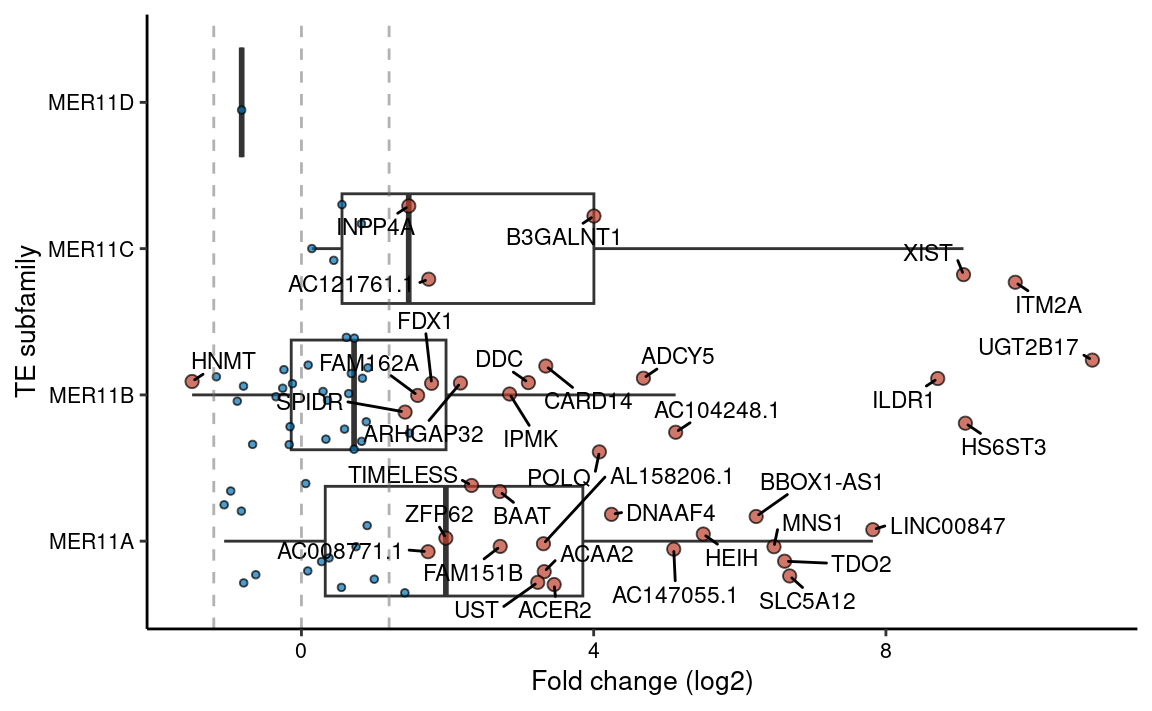 MER11D
INPP4A
B3GALNT1
MER11C
XIST
AC121761.1
ITM2A
FDX1
UGT2B17
HNMT
FAM162A
DDC
ADCY5
MER11B
SPIDR
CARD14
AC104248.1
ILDR1
ARHGAP32
IPMK
HS6ST3
TIMELESS
POLQ
AL158206.1
BBOX1-AS1
ZFP62
BAAT
DNAAF4
MNS1
LINC00847
MER11A
AC008771.1
FAM151B
ACAA2
HEIH
TDO2
UST
ACER2
AC147055.1
SLC5A12
TE subfamily
0 4 8
Fold change (log2)